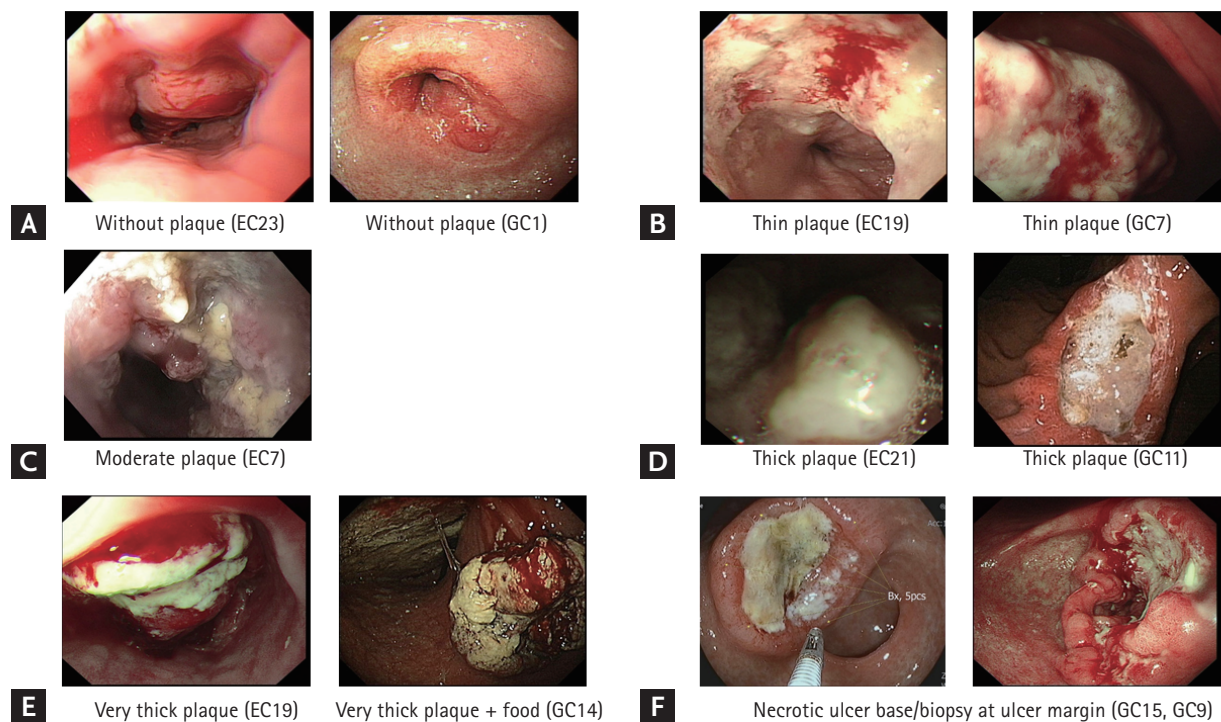 A
Without plaque (EC23)
Without plaque (GC1)
B
Thin plaque (EC19)
Thin plaque (GC7)
C
Moderate plaque (EC7)
D
Thick plaque (EC21)
Thick plaque (GC11)
E
Very thick plaque (EC19)
Very thick plaque + food (GC14)
Bx, 5pcs
F
Necrotic ulcer base/biopsy at ulcer margin (GC15, GC9)